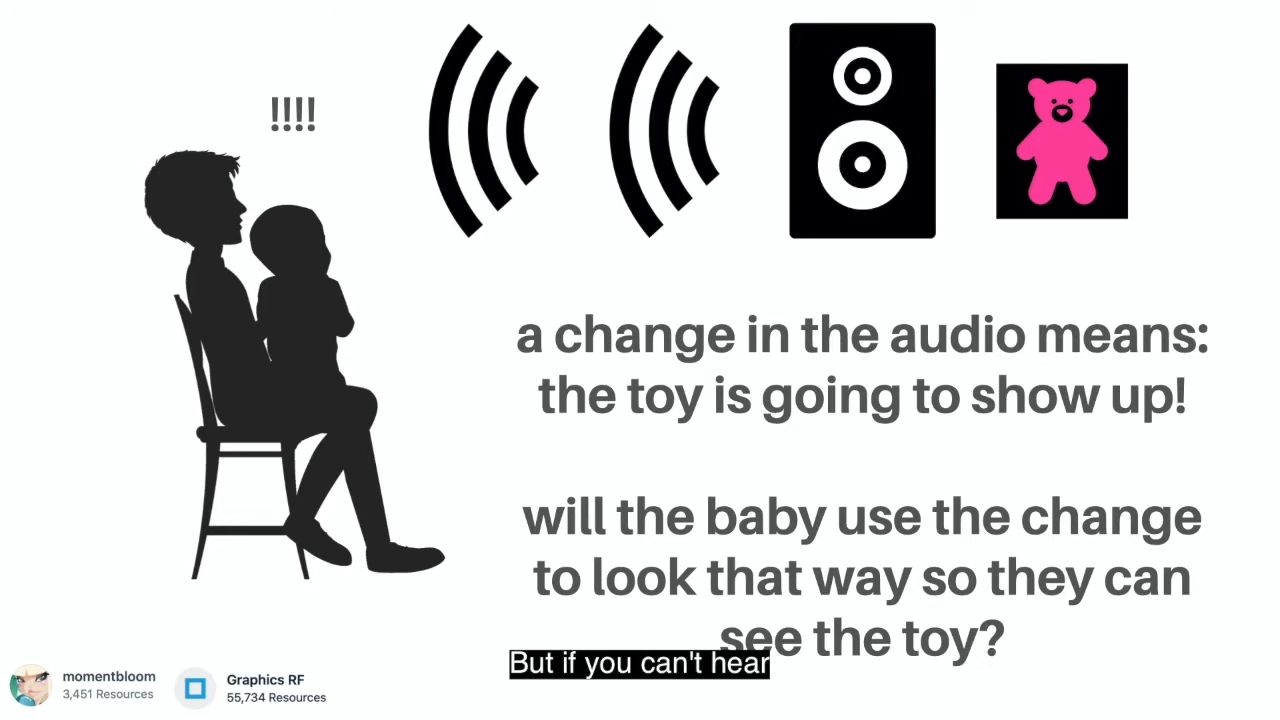 !!!!
a change in the audio means:
the toy is going to show up!
will the baby use the change
to look that way so they can
see the toy?
But if you can't hear
momentbloom
3,451 Resources
Graphics RF
55,734 Resources